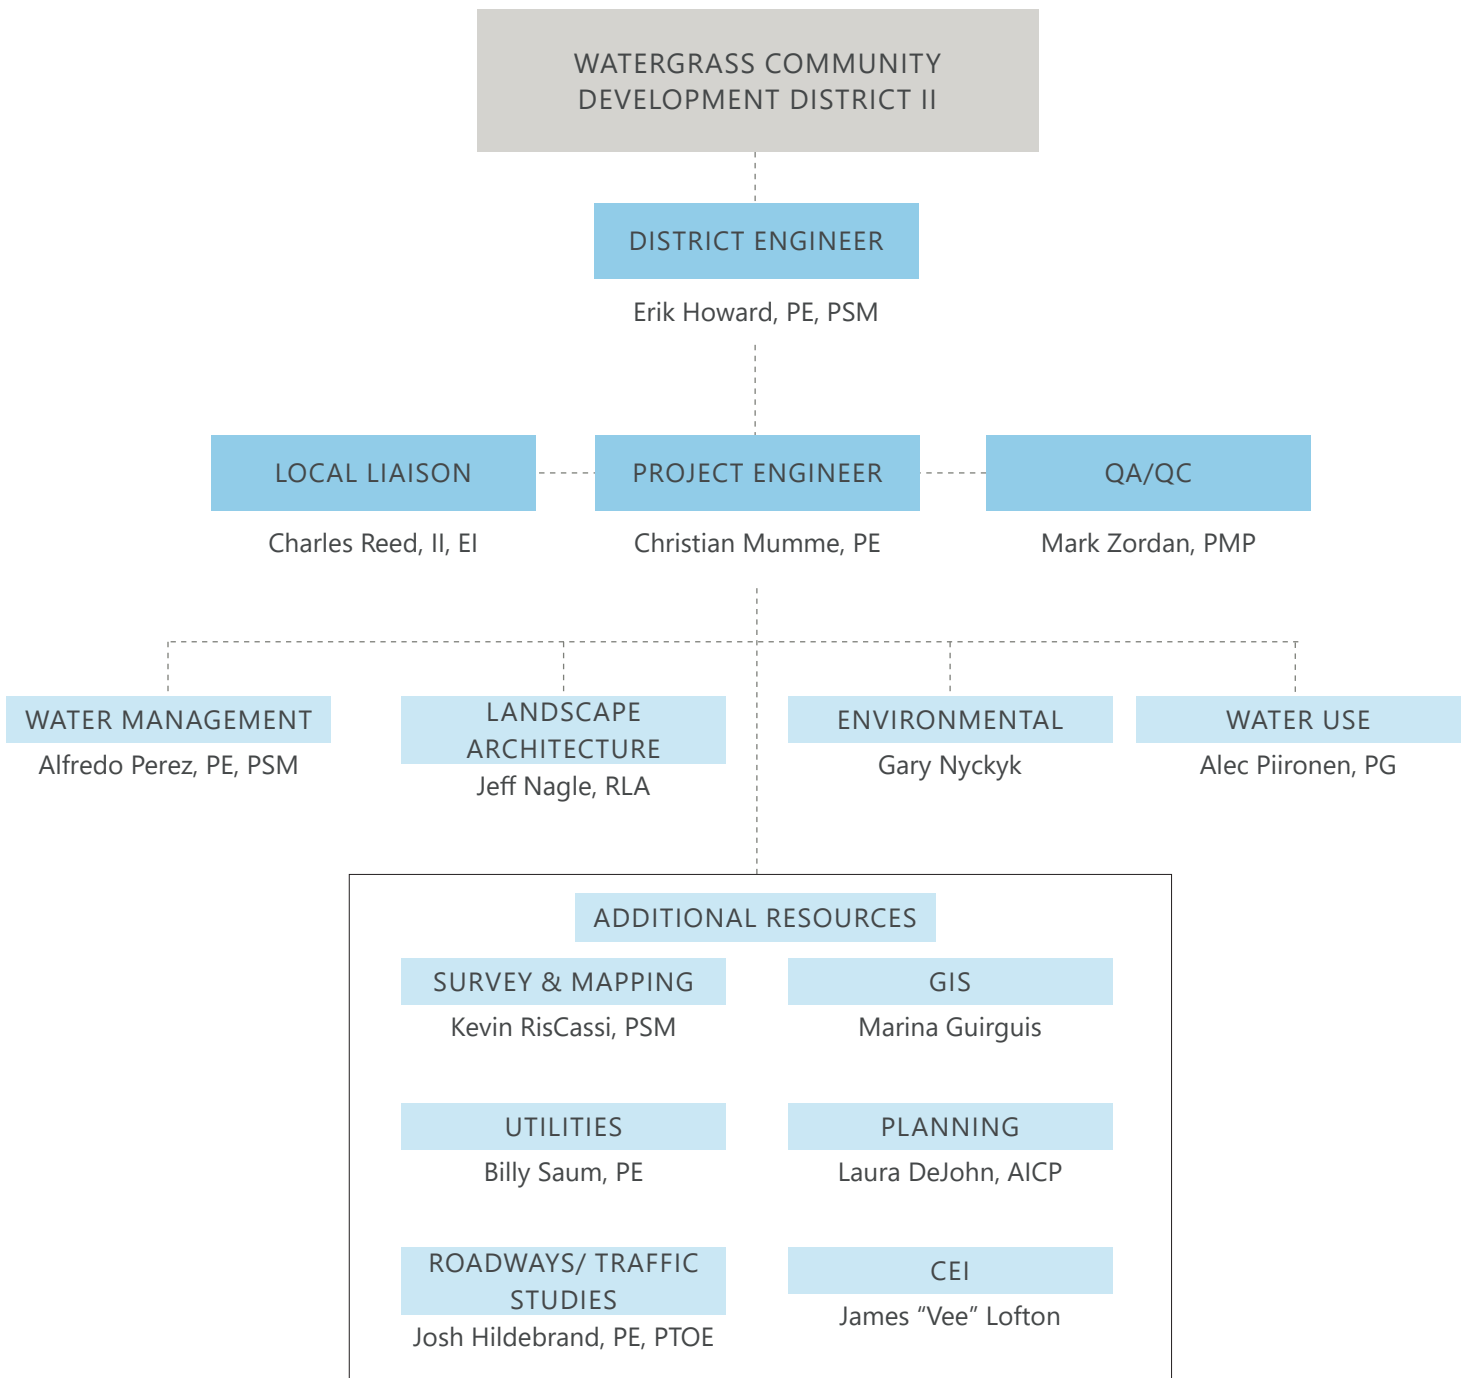 WATERGRASS COMMUNITY
DEVELOPMENT DISTRICT II
DISTRICT ENGINEER
Erik Howard, PE, PSM
LOCAL LIAISON
Charles Reed, II, EI
PROJECT ENGINEER
Christian Mumme, PE
QA/QC
Mark Zordan, PMP
WATER MANAGEMENT
Alfredo Perez, PE, PSM
LANDSCAPE
ARCHITECTURE
Jeff Nagle, RLA
ENVIRONMENTAL
Gary Nyckyk
WATER USE
Alec Piironen, PG
ADDITIONAL RESOURCES
SURVEY & MAPPING
Kevin RisCassi, PSM
GIS
Marina Guirguis
UTILITIES
Billy Saum, PE
PLANNING
Laura DeJohn, AICP
ROADWAYS/ TRAFFIC
STUDIES
Josh Hildebrand, PE, PTOE
CEI
James “Vee” Lofton